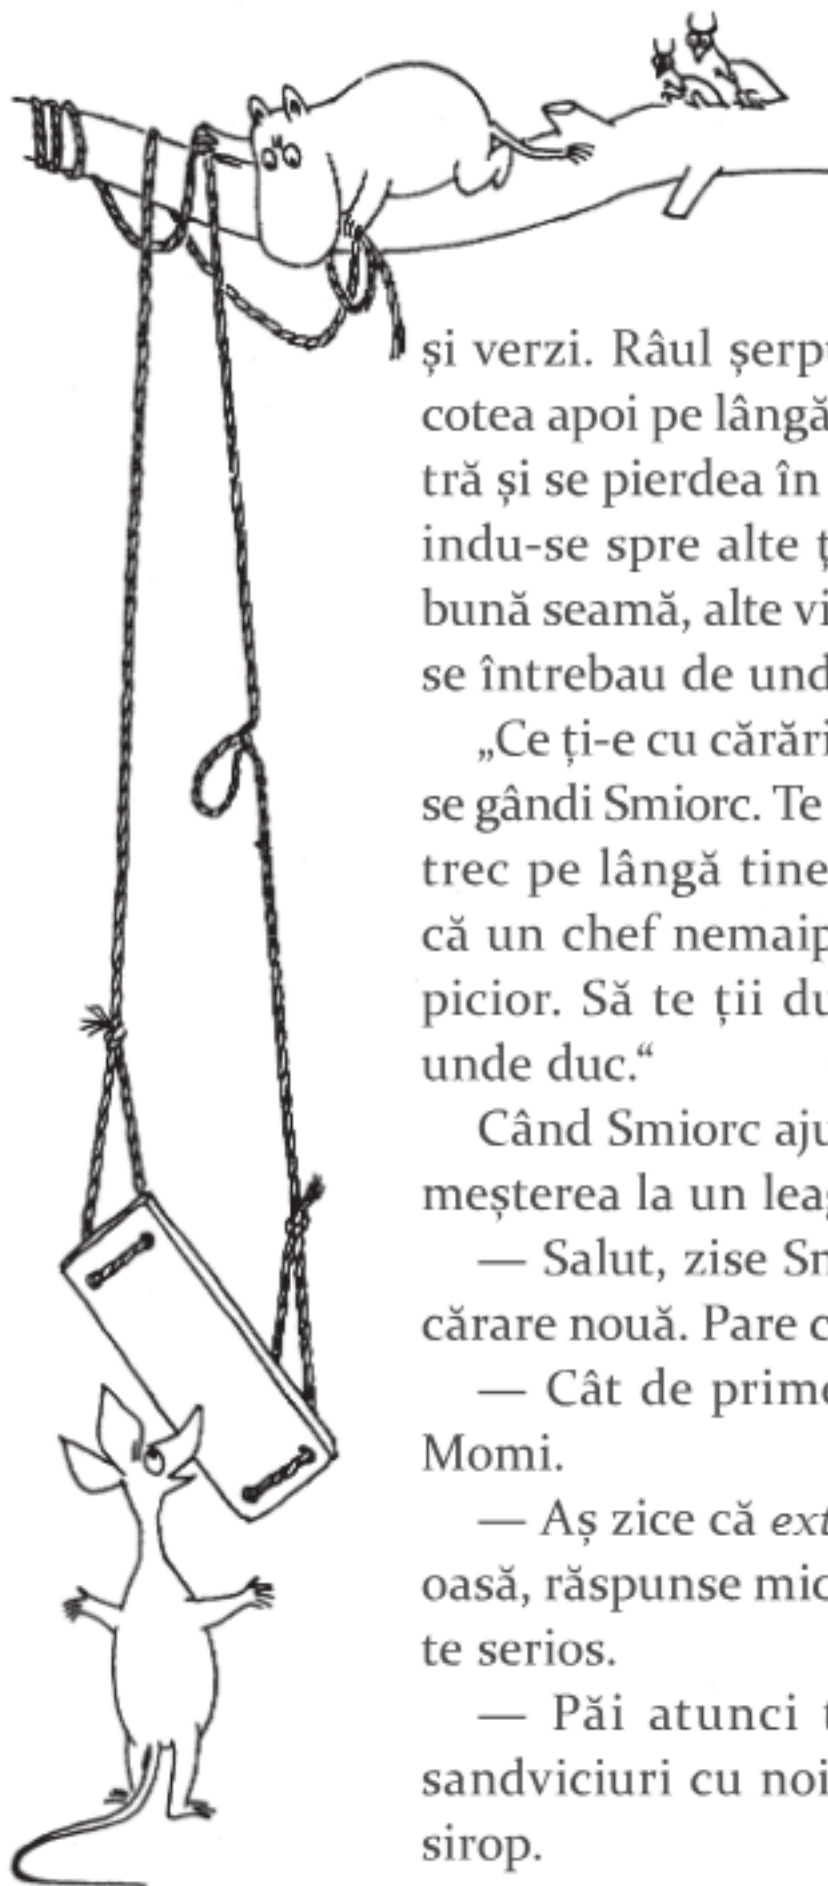 și verzi. Râul șerpu
cotea apoi pe lângă
tră și se pierdea în
indu-se spre alte ț
bună seamă, alte vi
se întrebau de und
„Ce ți-e cu cărări
se gândi Smiorc. Te
trec pe lângă tine
că un chef nemaip
picior. Să te ții du
unde duc.“
Când Smiorc aju
meșterea la un leag
— Salut, zise Sm
cărare nouă. Pare c
— Cât de prime
Momi.
— Aș zice că ext
oasă, răspunse mic
te serios.
— Păi atunci t
sandviciuri cu noi
sirop.